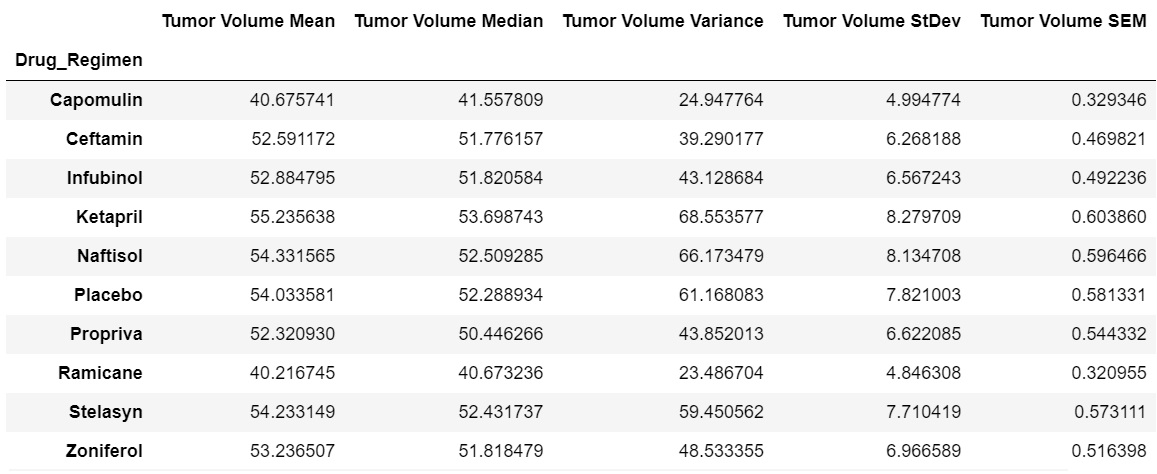 Tumor Volume Mean Tumor Volume Median Tumor Volume Variance Tumor Volume StDev Tumor Volume SEM
Drug_Regimen
Capomulin 40.675741 41.557809 24.947764 4.994774 0.329346
Ceftamin 52.591172 51.776157 39.290177 6.268188 0.469821
Infubinol 52.884795 51.820584 43.128684 6.567243 0.492236
Ketapril 55.235638 53.698743 68.553577 8.279709 0.603860
Naftisol 54.331565 52.509285 66.173479 8.134708 0.596466
Placebo 54.033581 52.288934 61.168083 7.821003 0.581331
Propriva 52.320930 50.446266 43.852013 6.622085 0.544332
Ramicane 40.216745 40.673236 23.486704 4.846308 0.320955
Stelasyn 54.233149 52.431737 59.450562 7.710419 0.573111
Zoniferol 53.236507 51.818479 48.533355 6.966589 0.516398